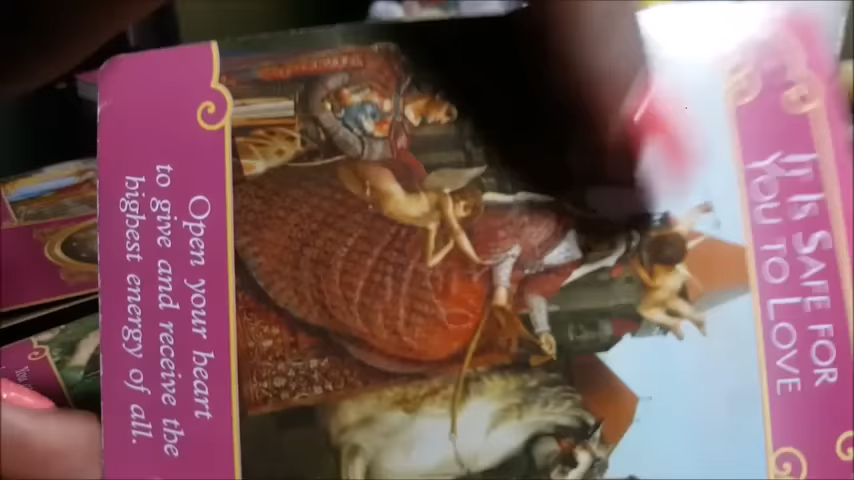 IT IS SAFE FOR
YOU TO LOVE
Open your heart
to give and receive the
highest energy of all.
You